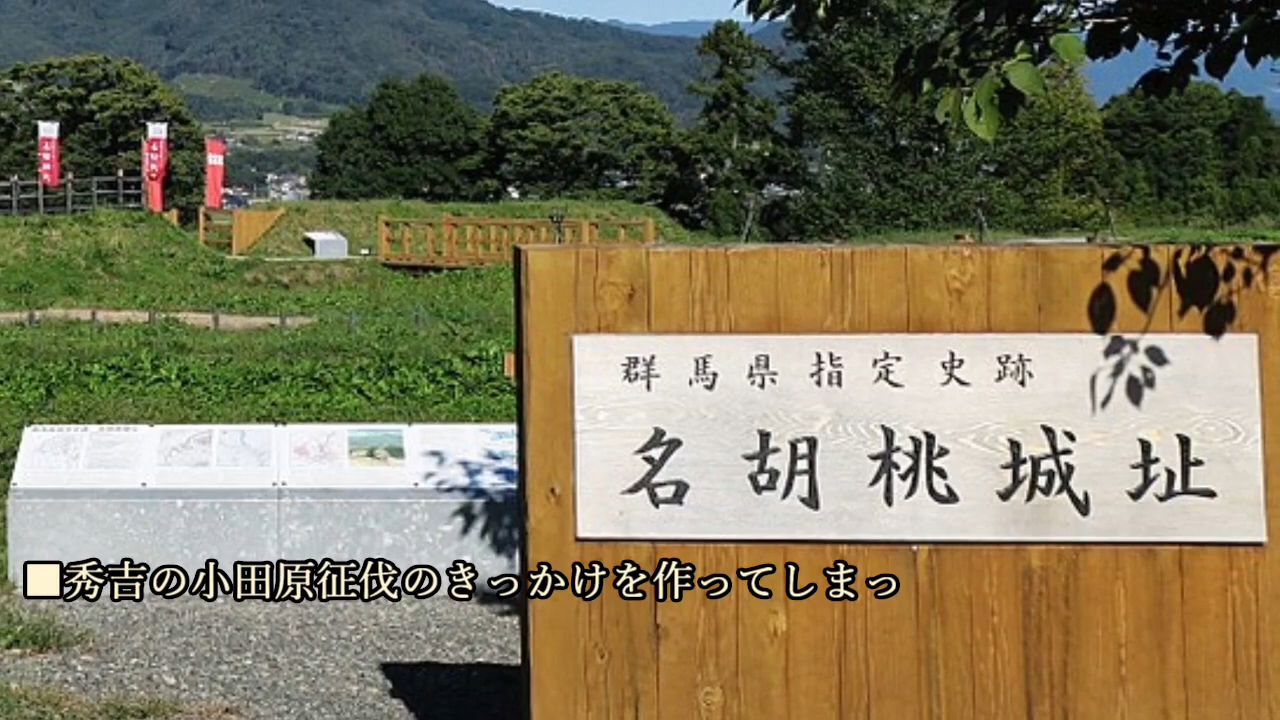 群馬県指定史跡
名胡桃城址
■秀吉の小田原征伐のきっかけを作ってしまっ